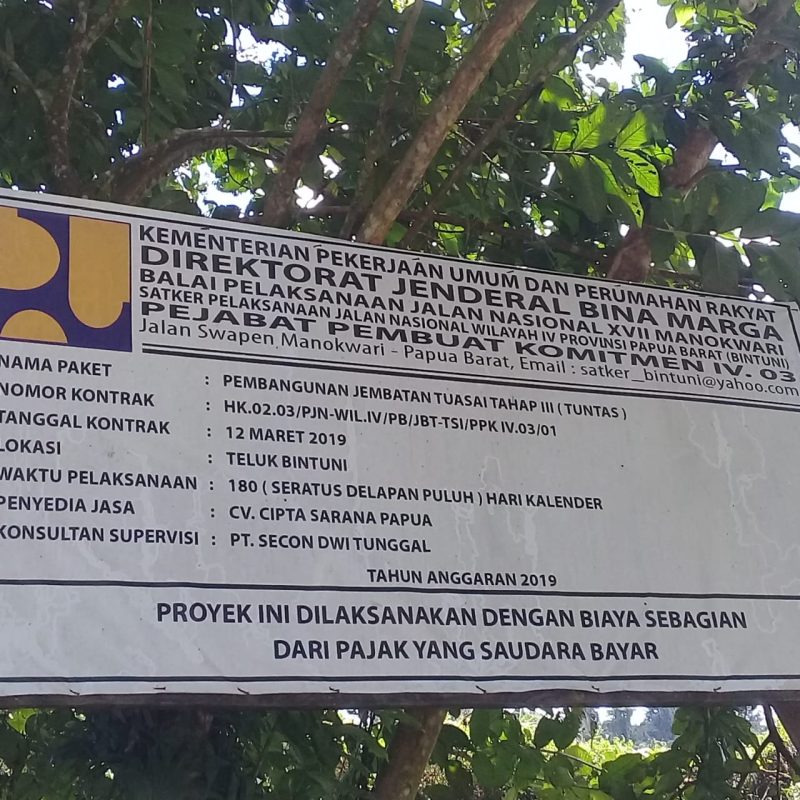 KEMENTERIAN PEKERJAAN UMUM DAN PERUMAHAN RAKYAT
DIREKTORAT JENDERAL BINA MARGA
BALAI PELAKSANAAN JALAN NASIONAL XVII MANOKWARI
SATKER PELAKSANAAN JALAN NASIONAL WILAYAH IV PROVINSI PAPUA BARAT (BINTUNI)
PEJABAT PEMBUAT KOMITMEN IV. 03
Jalan Swapen Manokwari - Papua Barat, Email : satker_bintuni@yahoo.com
NAMA PAKET : PEMBANGUNAN JEMBATAN TUASAI TAHAP III ( TUNTAS )
NOMOR KONTRAK : HK.02.03/PJN-WIL.IV/PB/JBT-TSI/PPK IV.03/01
TANGGAL KONTRAK : 12 MARET 2019
LOKASI : TELUK BINTUNI
WAKTU PELAKSANAAN : 180 ( SERATUS DELAPAN PULUH ) HARI KALENDER
PENYEDIA JASA : CV. CIPTA SARANA PAPUA
KONSULTAN SUPERVISI : PT. SECON DWI TUNGGAL
TAHUN ANGGARAN 2019
PROYEK INI DILAKSANAKAN DENGAN BIAYA SEBAGIAN
DARI PAJAK YANG SAUDARA BAYAR